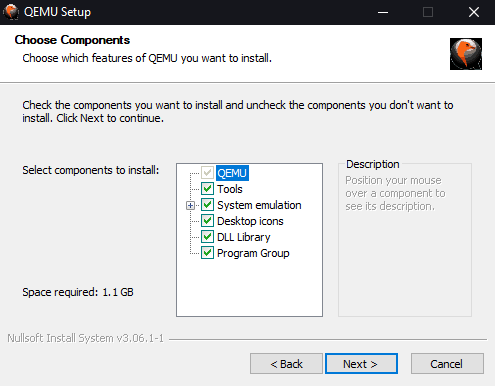 QEMU Setup
Choose Components
Choose which features of QEMU you want to install.
Check the components you want to install and uncheck the components you don't want to
install. Click Next to continue.
Select components to install:
QEMU
Tools
System emulation
Desktop icons
DLL Library
Program Group
Description
Position your mouse
over a component to
see its description.
Space required: 1.1 GB
Nullsoft Install System v3.06.1-1
< Back
Next >
Cancel